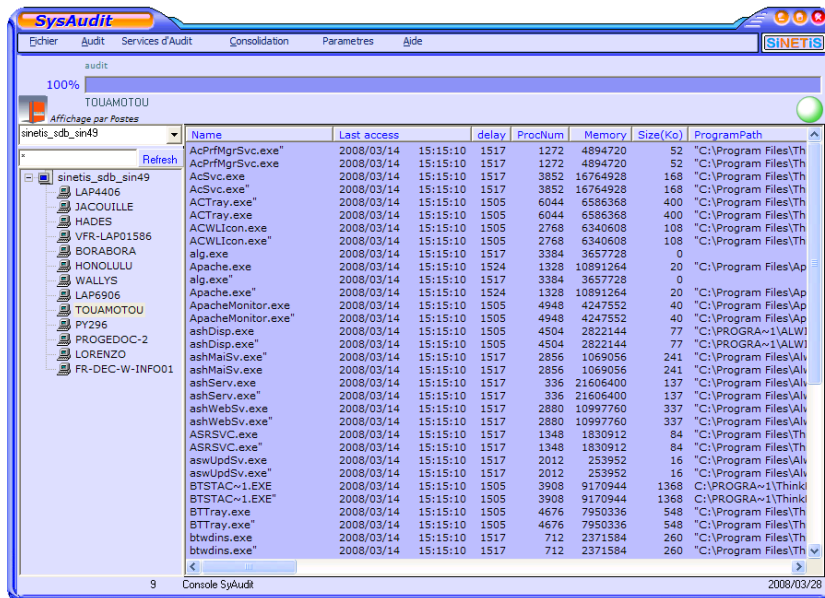 SysAudit
Fichier Audit Services d'Audit Consolidation Parametres Aide
SiNETiS
audit
100%
TOUAMOTOU
Affichage par Postes
sinetis_sdb_sin49
* Refresh
sinetis_sdb_sin49
LAP4406
JACOUILLE
HADES
VFR-LAP01586
BORABORA
HONOLULU
WALLYS
LAP6906
TOUAMOTOU
PY296
PROGEDOC-2
LORENZO
FR-DEC-W-INFO01
Name Last access delay ProcNum Memory Size(Ko) ProgramPath
AcPrfMgrSvc.exe" 2008/03/14 15:15:10 1517 1272 4894720 52 "C:\Program Files\Th
AcPrfMgrSvc.exe 2008/03/14 15:15:10 1517 1272 4894720 52 "C:\Program Files\Th
AcSvc.exe 2008/03/14 15:15:10 1517 3852 16764928 168 "C:\Program Files\Th
AcSvc.exe" 2008/03/14 15:15:10 1517 3852 16764928 168 "C:\Program Files\Th
ACTray.exe" 2008/03/14 15:15:10 1505 6044 6586368 400 "C:\Program Files\Th
ACTray.exe 2008/03/14 15:15:10 1505 6044 6586368 400 "C:\Program Files\Th
ACWLIcon.exe 2008/03/14 15:15:10 1505 2768 6340608 108 "C:\Program Files\Th
ACWLIcon.exe" 2008/03/14 15:15:10 1505 2768 6340608 108 "C:\Program Files\Th
alg.exe 2008/03/14 15:15:10 1517 3384 3657728 0
Apache.exe 2008/03/14 15:15:10 1524 1328 10891264 20 "C:\Program Files\Ap
alg.exe" 2008/03/14 15:15:10 1517 3384 3657728 0
Apache.exe" 2008/03/14 15:15:10 1524 1328 10891264 20 "C:\Program Files\Ap
ApacheMonitor.exe 2008/03/14 15:15:10 1505 4948 4247552 40 "C:\Program Files\Ap
ApacheMonitor.exe" 2008/03/14 15:15:10 1505 4948 4247552 40 "C:\Program Files\Ap
ashDisp.exe 2008/03/14 15:15:10 1505 4504 2822144 77 "C:\PROGRA~1\ALWI
ashDisp.exe" 2008/03/14 15:15:10 1505 4504 2822144 77 "C:\PROGRA~1\ALWI
ashMaiSv.exe" 2008/03/14 15:15:10 1517 2856 1069056 241 "C:\Program Files\Alw
ashMaiSv.exe 2008/03/14 15:15:10 1517 2856 1069056 241 "C:\Program Files\Alw
ashServ.exe 2008/03/14 15:15:10 1517 336 21606400 137 "C:\Program Files\Alw
ashServ.exe" 2008/03/14 15:15:10 1517 336 21606400 137 "C:\Program Files\Alw
ashWebSv.exe 2008/03/14 15:15:10 1517 2880 10997760 337 "C:\Program Files\Alw
ashWebSv.exe" 2008/03/14 15:15:10 1517 2880 10997760 337 "C:\Program Files\Alw
ASRSVC.exe 2008/03/14 15:15:10 1517 1348 1830912 84 "C:\Program Files\Th
ASRSVC.exe" 2008/03/14 15:15:10 1517 1348 1830912 84 "C:\Program Files\Th
aswUpdSv.exe 2008/03/14 15:15:10 1517 2012 253952 16 "C:\Program Files\Alw
aswUpdSv.exe" 2008/03/14 15:15:10 1517 2012 253952 16 "C:\Program Files\Alw
BTSTAC~1.EXE 2008/03/14 15:15:10 1505 3908 9170944 1368 C:\PROGRA~1\Think
BTSTAC~1.EXE" 2008/03/14 15:15:10 1505 3908 9170944 1368 C:\PROGRA~1\Think
BTTray.exe 2008/03/14 15:15:10 1505 4676 7950336 548 "C:\Program Files\Th
BTTray.exe" 2008/03/14 15:15:10 1505 4676 7950336 548 "C:\Program Files\Th
btwdins.exe 2008/03/14 15:15:10 1517 712 2371584 260 "C:\Program Files\Th
btwdins.exe" 2008/03/14 15:15:10 1517 712 2371584 260 "C:\Program Files\Th
9 Console SyAudit 2008/03/28